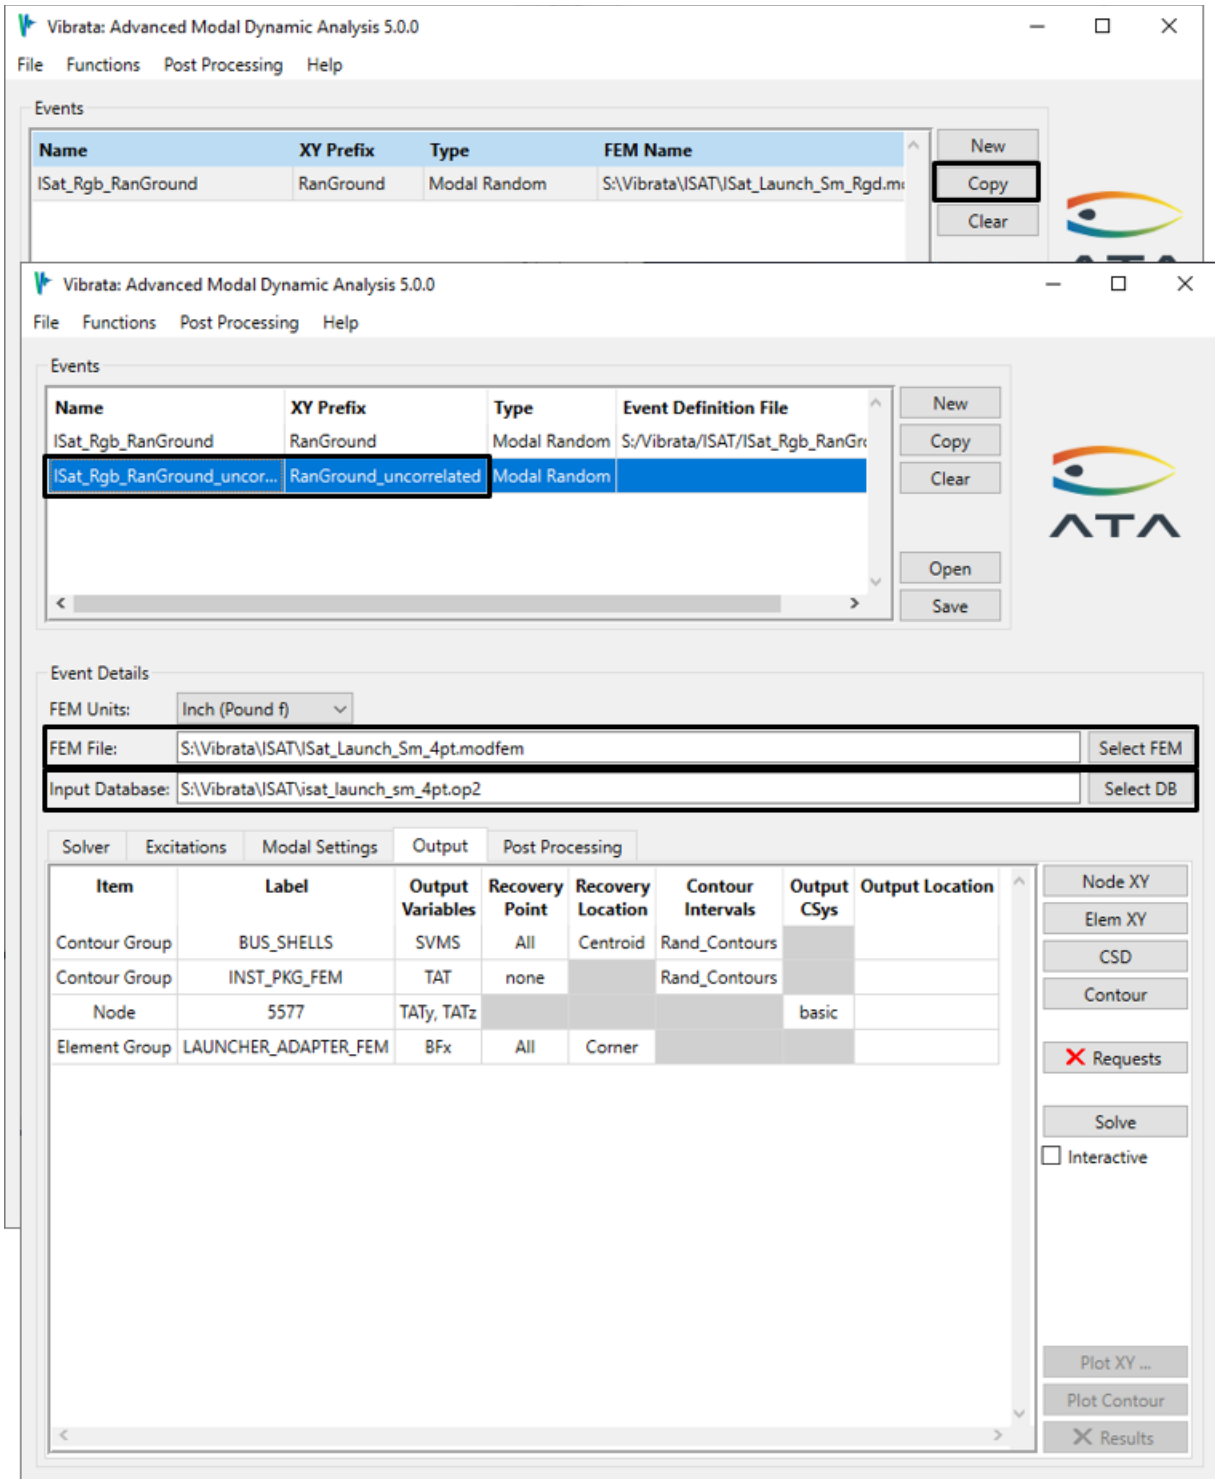 Vibrata: Advanced Modal Dynamic Analysis 5.0.0
File Functions Post Processing Help
Events
Name XY Prefix Type FEM Name
ISat_Rgb_RanGround RanGround Modal Random S:\Vibrata\ISAT\ISat_Launch_Sm_Rgd.m
New
Copy
Clear
Vibrata: Advanced Modal Dynamic Analysis 5.0.0
File Functions Post Processing Help
Events
Name XY Prefix Type Event Definition File
ISat_Rgb_RanGround RanGround Modal Random S:/Vibrata/ISAT/ISat_Rgb_RanGr
ISat_Rgb_RanGround_uncor... RanGround_uncorrelated Modal Random
New
Copy
Clear
Open
Save
ATA
Event Details
FEM Units: Inch (Pound f)
FEM File: S:\Vibrata\ISAT\ISat_Launch_Sm_4pt.modfem Select FEM
Input Database: S:\Vibrata\ISAT\isat_launch_sm_4pt.op2 Select DB
Solver Excitations Modal Settings Output Post Processing
Item Label Output Variables Recovery Point Recovery Location Contour Intervals Output CSys Output Location
Contour Group BUS_SHELLS SVMS All Centroid Rand_Contours
Contour Group INST_PKG_FEM TAT none Rand_Contours
Node 5577 TATy, TATz basic
Element Group LAUNCHER_ADAPTER_FEM BFx All Corner
Node XY
Elem XY
CSD
Contour
Requests
Solve
Interactive
Plot XY ...
Plot Contour
Results